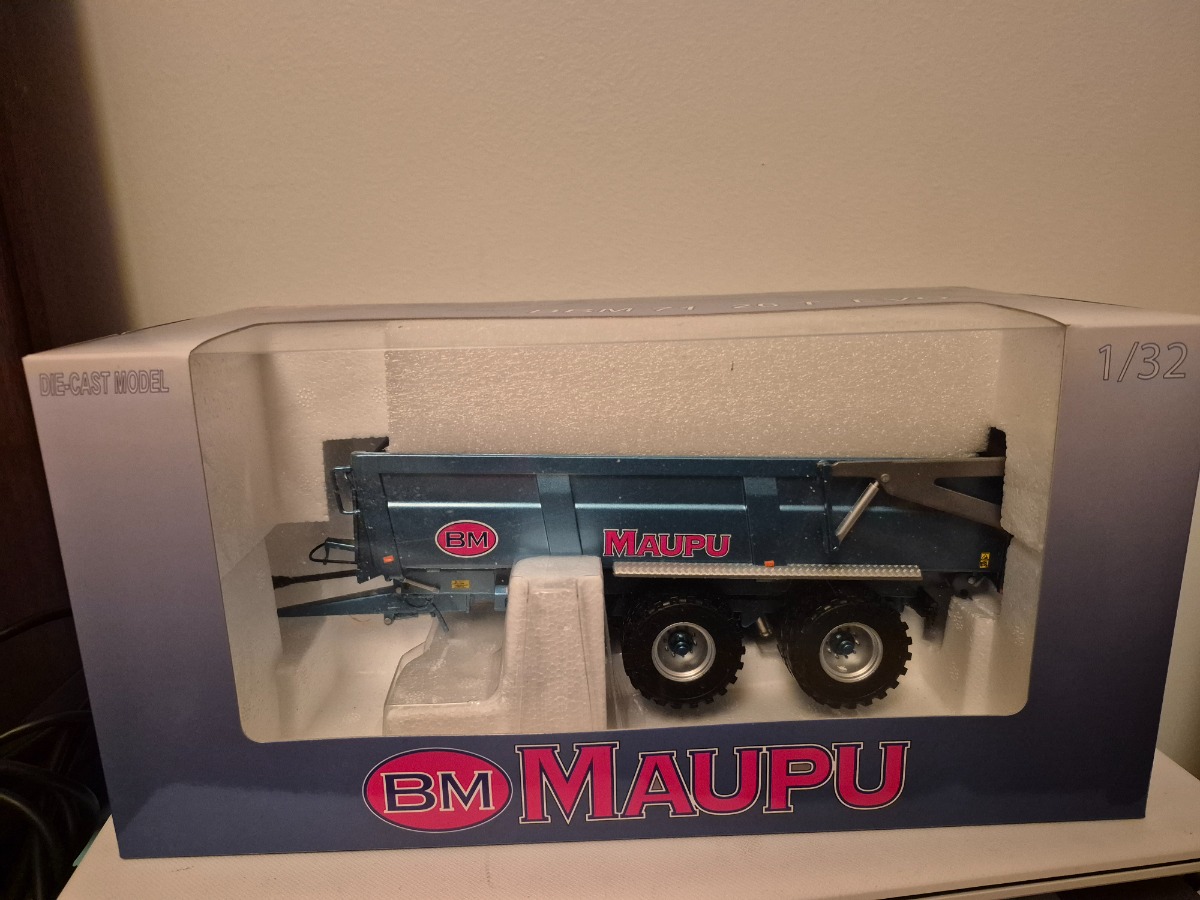 DIE-CAST MODEL
1/32
BM MAUPU
BM MAUPU